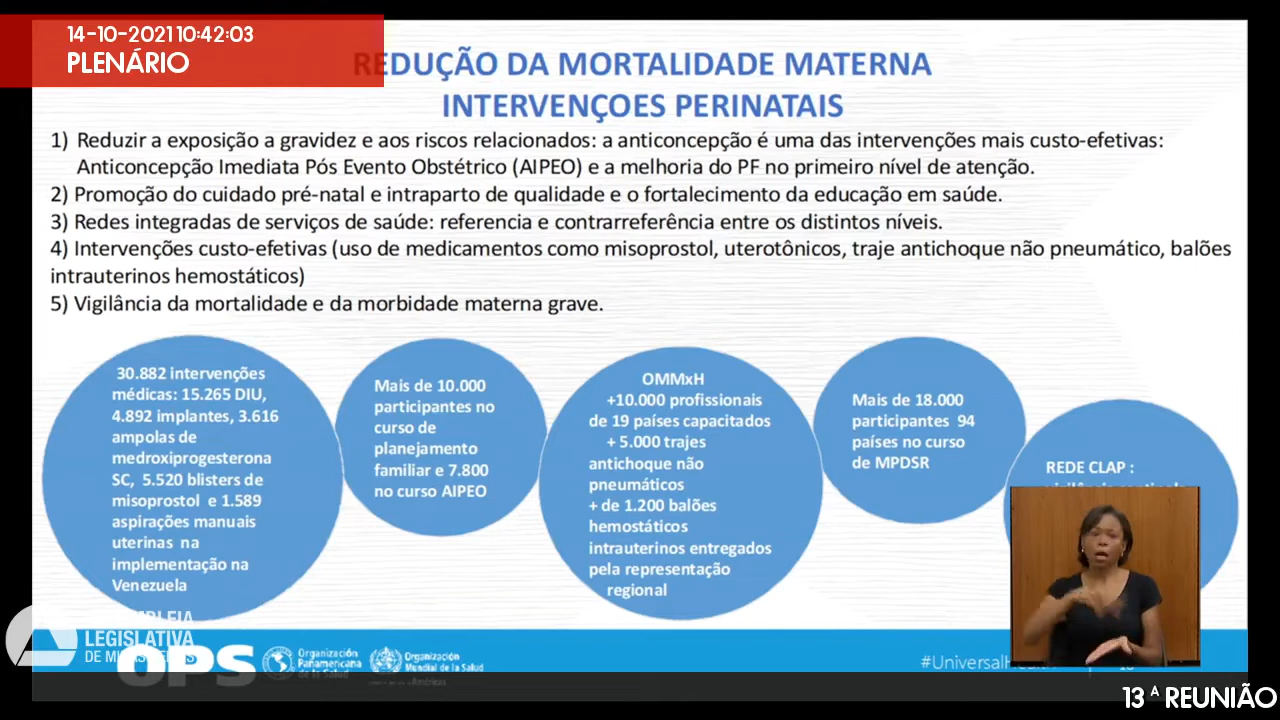 14-10-2021 10:42:03
PLENÁRIO
REDUÇÃO DA MORTALIDADE MATERNA
INTERVENÇOES PERINATAIS
1) Reduzir a exposição a gravidez e aos riscos relacionados: a anticoncepção é uma das intervenções mais custo-efetivas:
Anticoncepção Imediata Pós Evento Obstétrico (AIPEO) e a melhoria do PF no primeiro nível de atenção.
2) Promoção do cuidado pré-natal e intraparto de qualidade e o fortalecimento da educação em saúde.
3) Redes integradas de serviços de saúde: referencia e contrarreferência entre os distintos níveis.
4) Intervenções custo-efetivas (uso de medicamentos como misoprostol, uterotônicos, traje antichoque não pneumático, balões
intrauterinos hemostáticos)
5) Vigilância da mortalidade e da morbidade materna grave.
30.882 intervenções
médicas: 15.265 DIU,
4.892 implantes, 3.616
ampolas de
medroxiprogesterona
SC, 5.520 blisters de
misoprostol e 1.589
aspirações manuais
uterinas na
implementação na
Venezuela
Mais de 10.000
participantes no
curso de
planejamento
familiar e 7.800
no curso AIPEO
OMMxH
+10.000 profissionais
de 19 países capacitados
+ 5.000 trajes
antichoque não
pneumáticos
+ de 1.200 balões
hemostáticos
intrauterinos entregados
pela representação
regional
Mais de 18.000
participantes 94
países no curso
de MPDSR
REDE CLAP :
LEGISLATIVA
OPS
Organización
Panamericana
de la Salud
Organización
Mundial de la Salud
Américas
13ª REUNIÃO